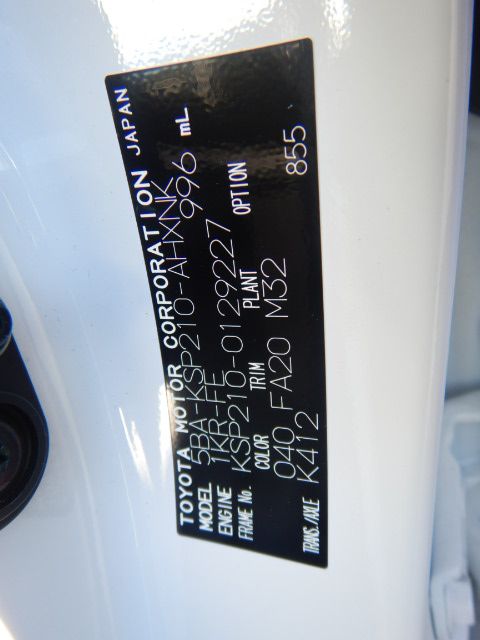 TOYOTA MOTOR CORPORATION JAPAN
MODEL 5BA-KSP210-AHXNK
ENGINE 1KR-FE 996 mL
FRAME No. KSP210-0129227
COLOR TRIM PLANT OPTION
040 FA20 M32 855
TRANS./AXLE K412